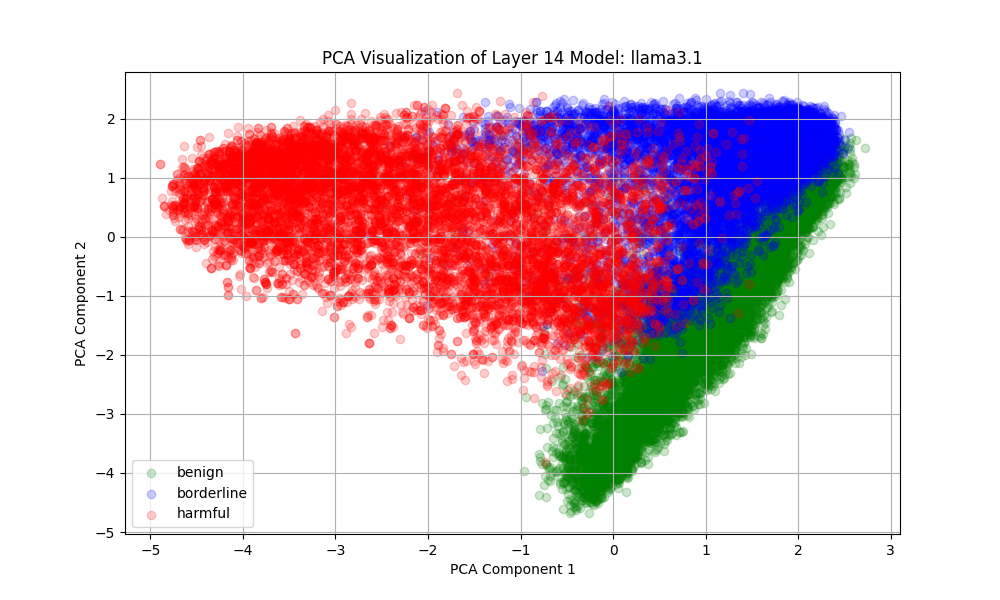 PCA Visualization of Layer 14 Model: llama3.1
PCA Component 2
2
1
0
−1
−2
−3
−4
−5
benign
borderline
harmful
−5
−4
−3
−2
−1
0
1
2
3
PCA Component 1